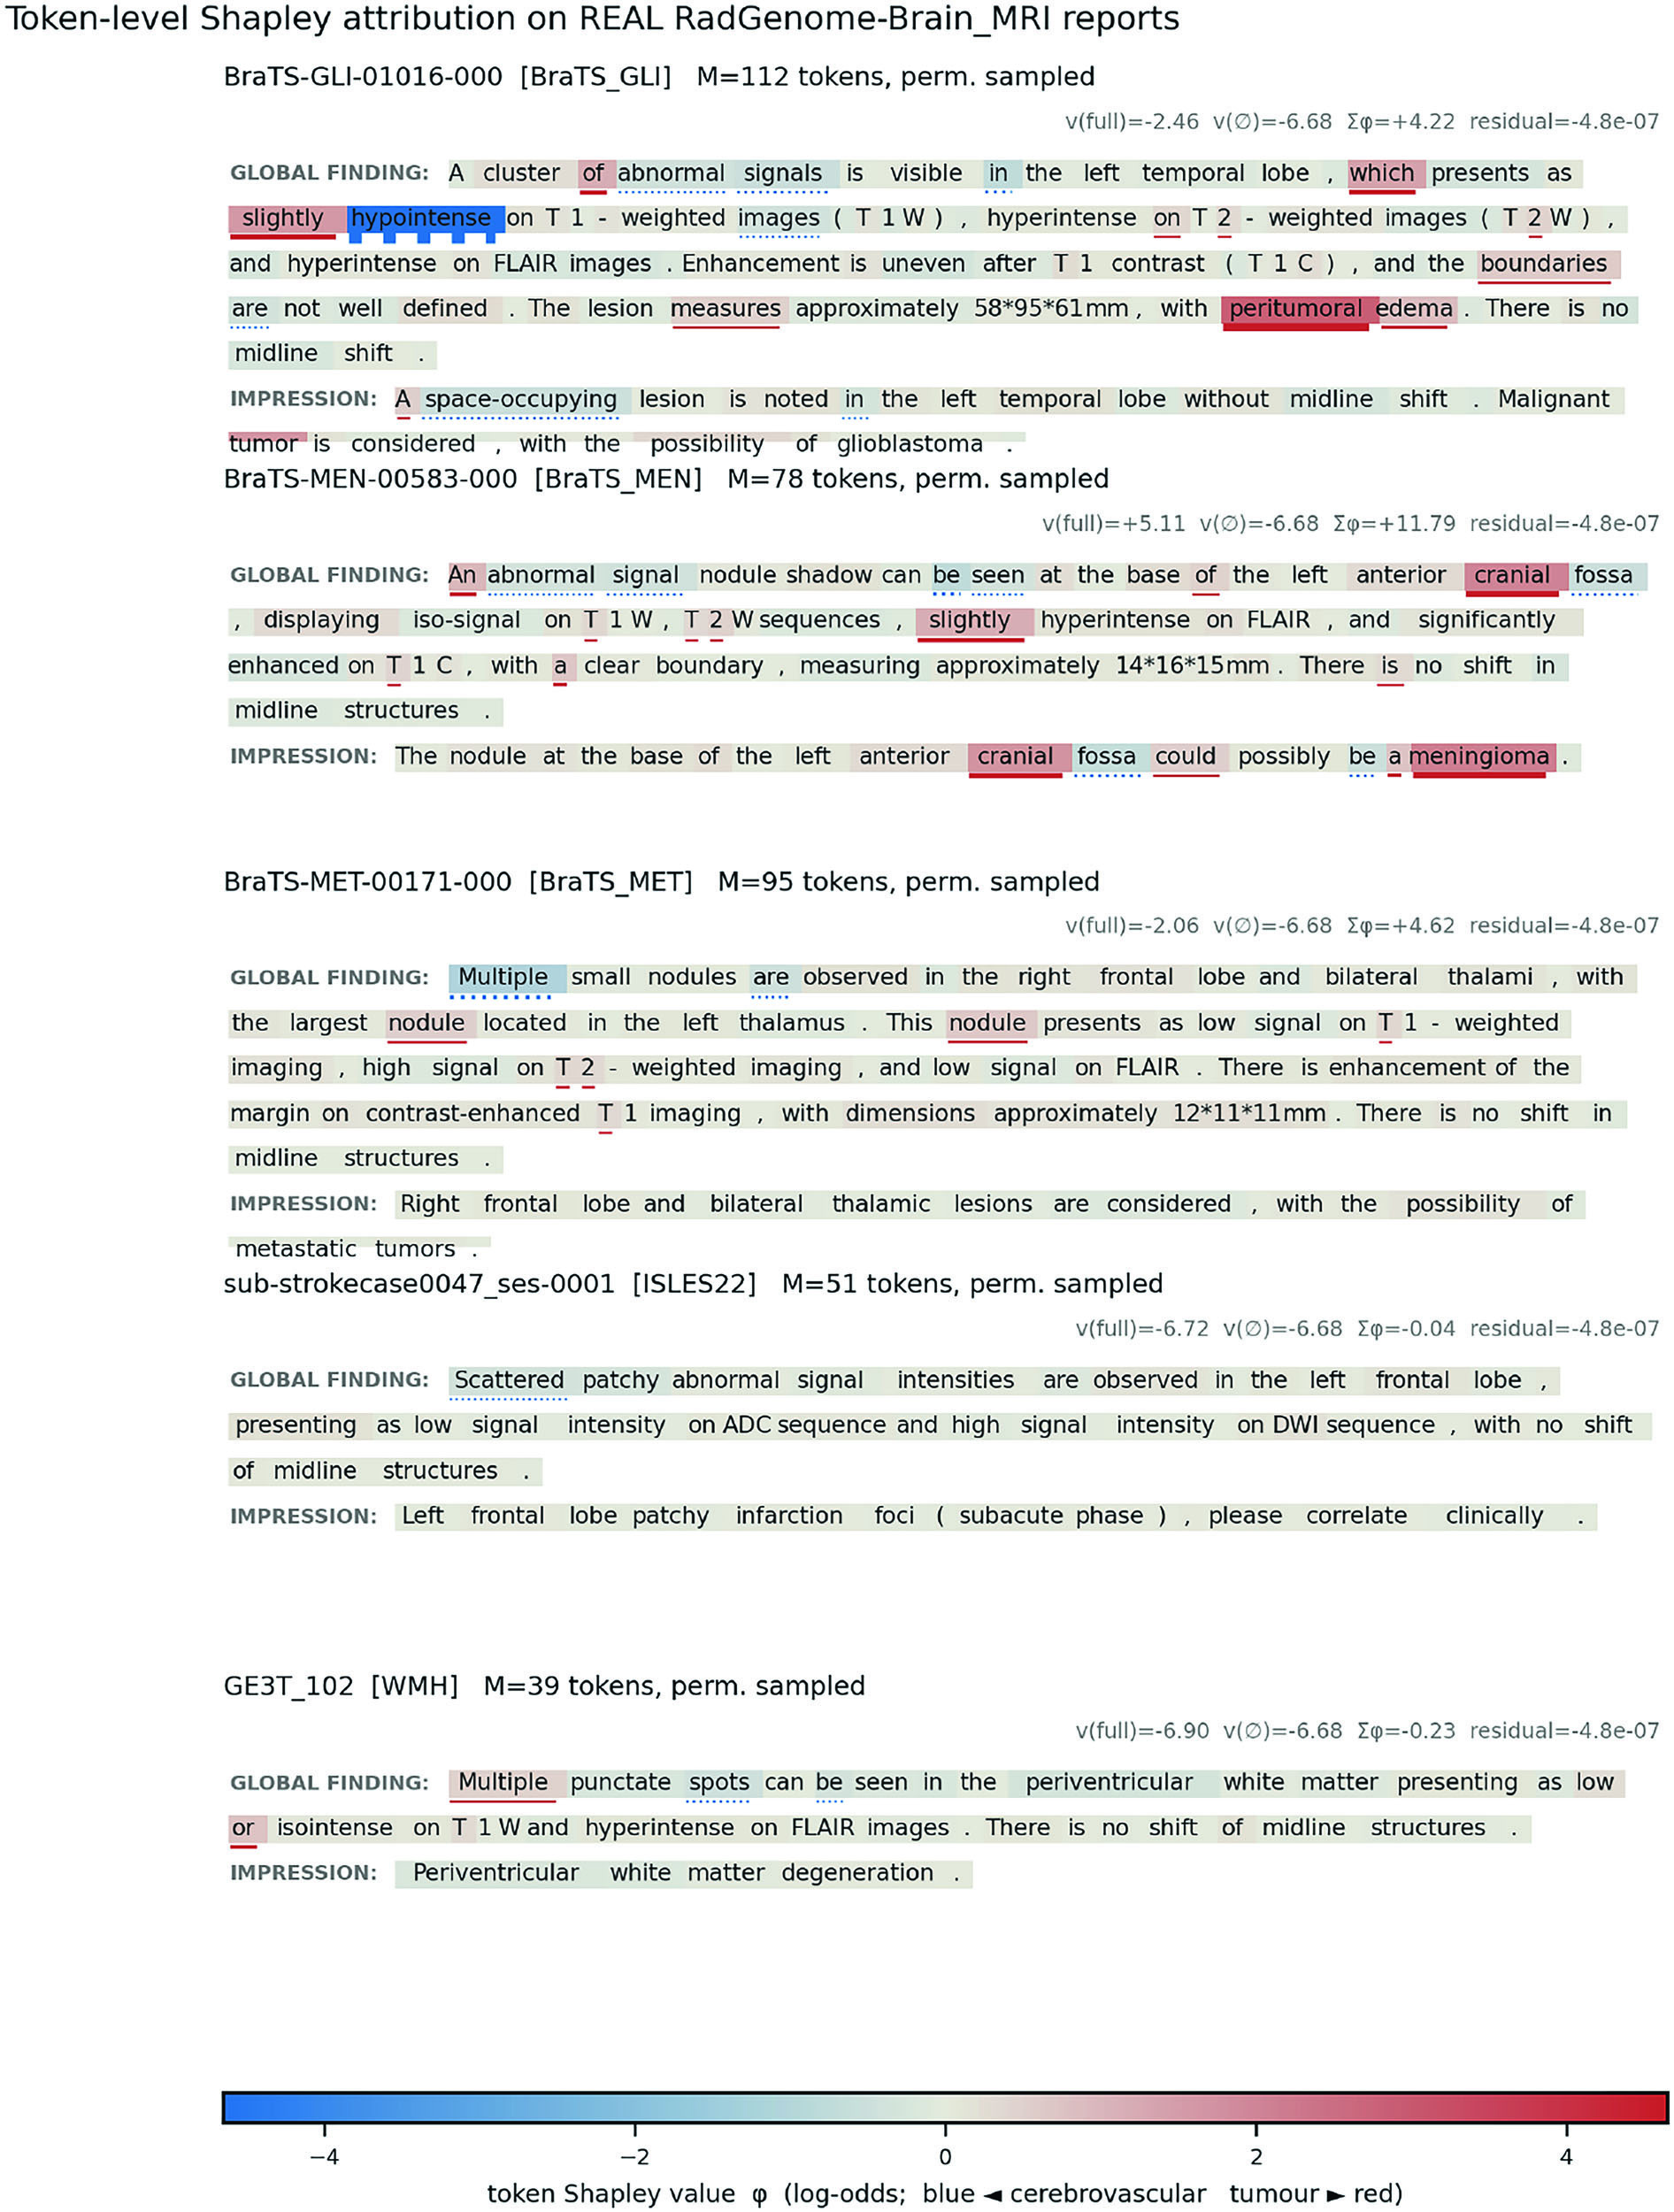 Token-level Shapley attribution on REAL RadGenome-Brain_MRI reports
BraTS-GLI-01016-000 [BraTS_GLI] M=112 tokens, perm. sampled
v(full)=-2.46 v(∅)=-6.68 Σφ=+4.22 residual=-4.8e-07
GLOBAL FINDING: A cluster of abnormal signals is visible in the left temporal lobe , which presents as
slightly hypointense on T 1 - weighted images ( T 1 W ) , hyperintense on T 2 - weighted images ( T 2 W ) ,
and hyperintense on FLAIR images . Enhancement is uneven after T 1 contrast ( T 1 C ) , and the boundaries
are not well defined . The lesion measures approximately 58*95*61mm , with peritumoral edema . There is no
midline shift .
IMPRESSION: A space-occupying lesion is noted in the left temporal lobe without midline shift . Malignant
tumor is considered , with the possibility of glioblastoma .
BraTS-MEN-00583-000 [BraTS_MEN] M=78 tokens, perm. sampled
v(full)=+5.11 v(∅)=-6.68 Σφ=+11.79 residual=-4.8e-07
GLOBAL FINDING: An abnormal signal nodule shadow can be seen at the base of the left anterior cranial fossa
, displaying iso-signal on T 1 W , T 2 W sequences , slightly hyperintense on FLAIR , and significantly
enhanced on T 1 C , with a clear boundary , measuring approximately 14*16*15mm . There is no shift in
midline structures .
IMPRESSION: The nodule at the base of the left anterior cranial fossa could possibly be a meningioma .
BraTS-MET-00171-000 [BraTS_MET] M=95 tokens, perm. sampled
v(full)=-2.06 v(∅)=-6.68 Σφ=+4.62 residual=-4.8e-07
GLOBAL FINDING: Multiple small nodules are observed in the right frontal lobe and bilateral thalami , with
the largest nodule located in the left thalamus . This nodule presents as low signal on T 1 - weighted
imaging , high signal on T 2 - weighted imaging , and low signal on FLAIR . There is enhancement of the
margin on contrast-enhanced T 1 imaging , with dimensions approximately 12*11*11mm . There is no shift in
midline structures .
IMPRESSION: Right frontal lobe and bilateral thalamic lesions are considered , with the possibility of
metastatic tumors .
sub-strokecase0047_ses-0001 [ISLES22] M=51 tokens, perm. sampled
v(full)=-6.72 v(∅)=-6.68 Σφ=-0.04 residual=-4.8e-07
GLOBAL FINDING: Scattered patchy abnormal signal intensities are observed in the left frontal lobe ,
presenting as low signal intensity on ADC sequence and high signal intensity on DWI sequence , with no shift
of midline structures .
IMPRESSION: Left frontal lobe patchy infarction foci ( subacute phase ) , please correlate clinically .
GE3T_102 [WMH] M=39 tokens, perm. sampled
v(full)=-6.90 v(∅)=-6.68 Σφ=-0.23 residual=-4.8e-07
GLOBAL FINDING: Multiple punctate spots can be seen in the periventricular white matter presenting as low
or isointense on T 1 W and hyperintense on FLAIR images . There is no shift of midline structures .
IMPRESSION: Periventricular white matter degeneration .
−4 −2 0 2 4
token Shapley value φ (log-odds; blue ◄ cerebrovascular tumour ► red)